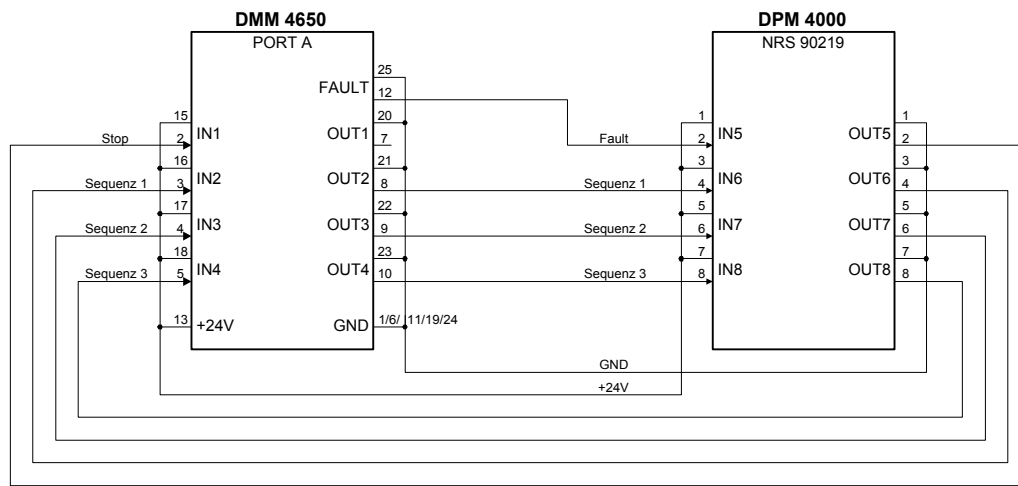 DMM 4650
DPM 4000
PORT A
NRS 90219
FAULT
25
12
15
IN1
2
Stop
16
IN2
3
Sequenz 1
17
IN3
4
Sequenz 2
18
IN4
5
Sequenz 3
13
+24V
20
OUT1
7
21
OUT2
8
22
OUT3
9
23
OUT4
10
GND
1/6/ 11/19/24
Fault
Sequenz 1
Sequenz 2
Sequenz 3
GND
+24V
1
IN5
2
3
IN6
4
5
IN7
6
7
IN8
8
1
OUT5
2
3
OUT6
4
5
OUT7
6
7
OUT8
8